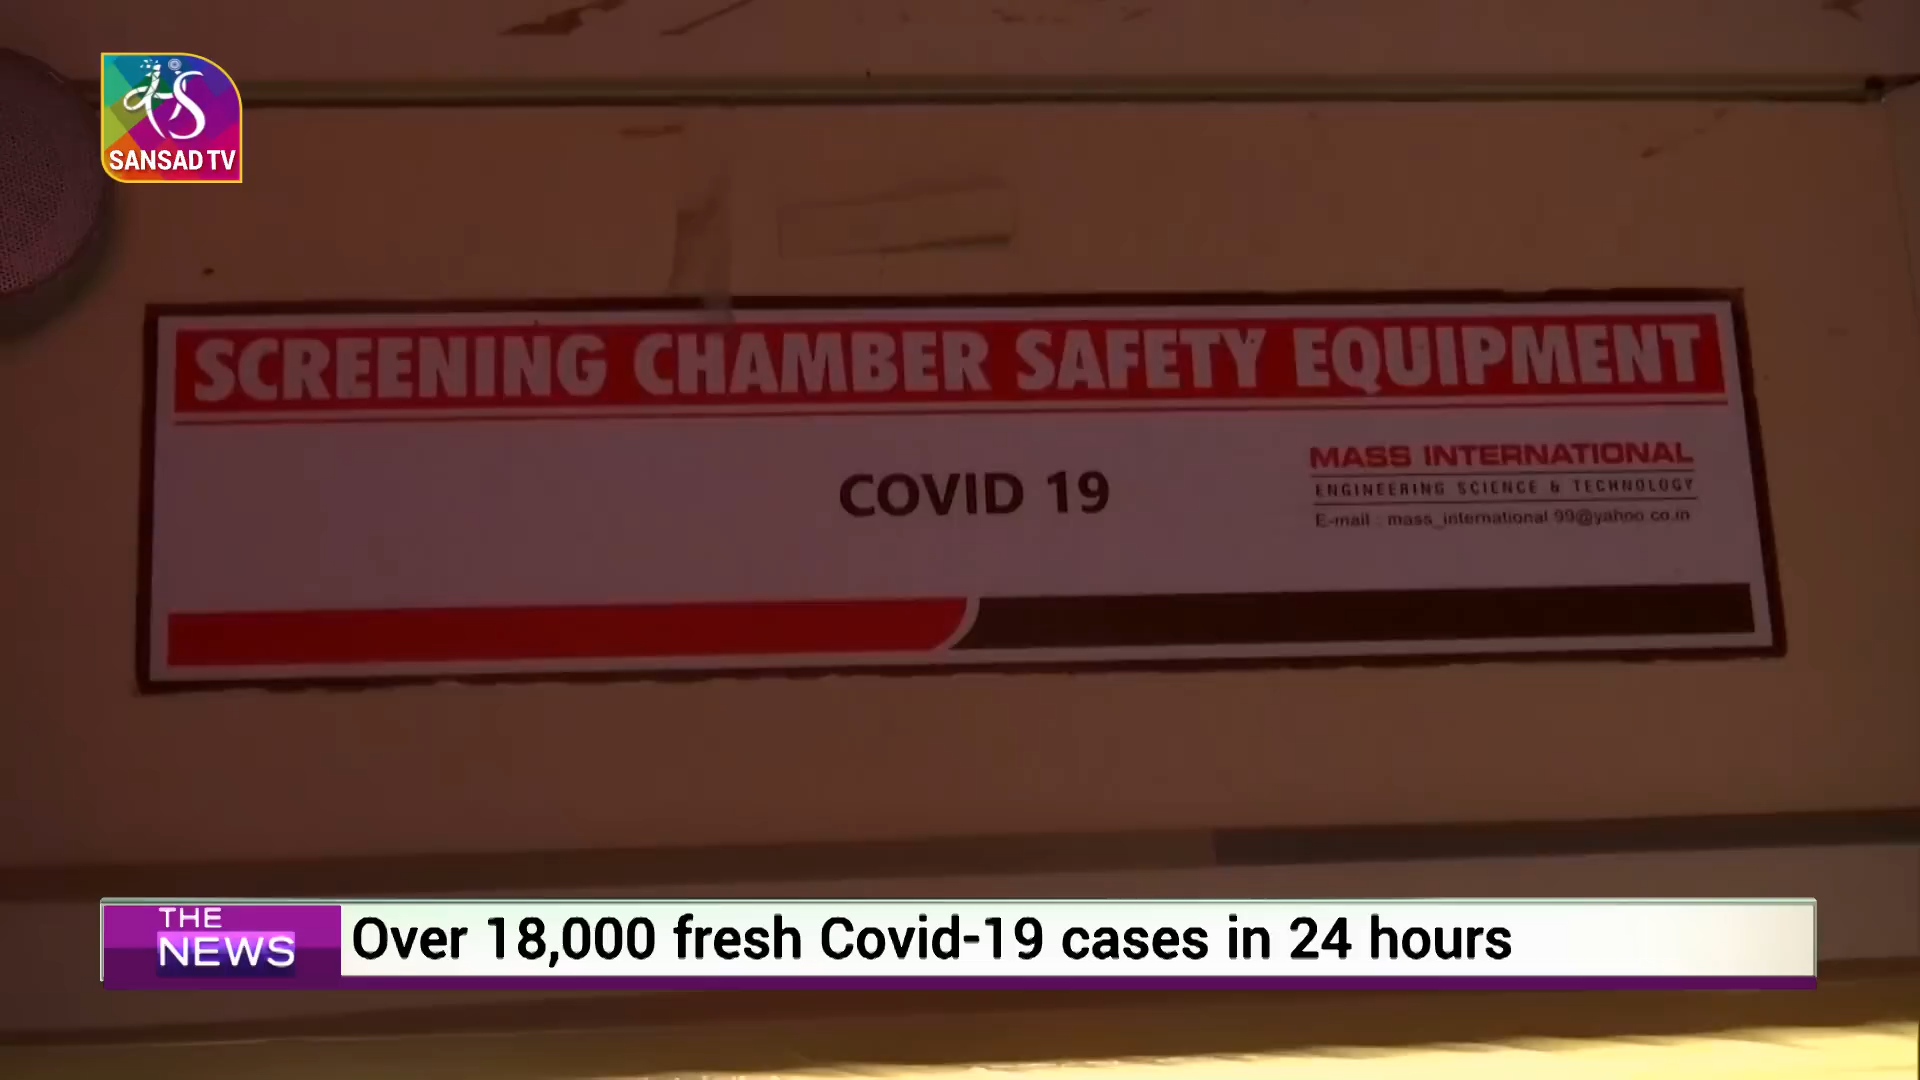 SANSAD TV
SCREENING CHAMBER SAFETY EQUIPMENT
COVID 19
MASS INTERNATIONAL
ENGINEERING SCIENCE & TECHNOLOGY
E-mail : mass_international 99@yahoo.co.in
THE
NEWS
Over 18,000 fresh Covid-19 cases in 24 hours